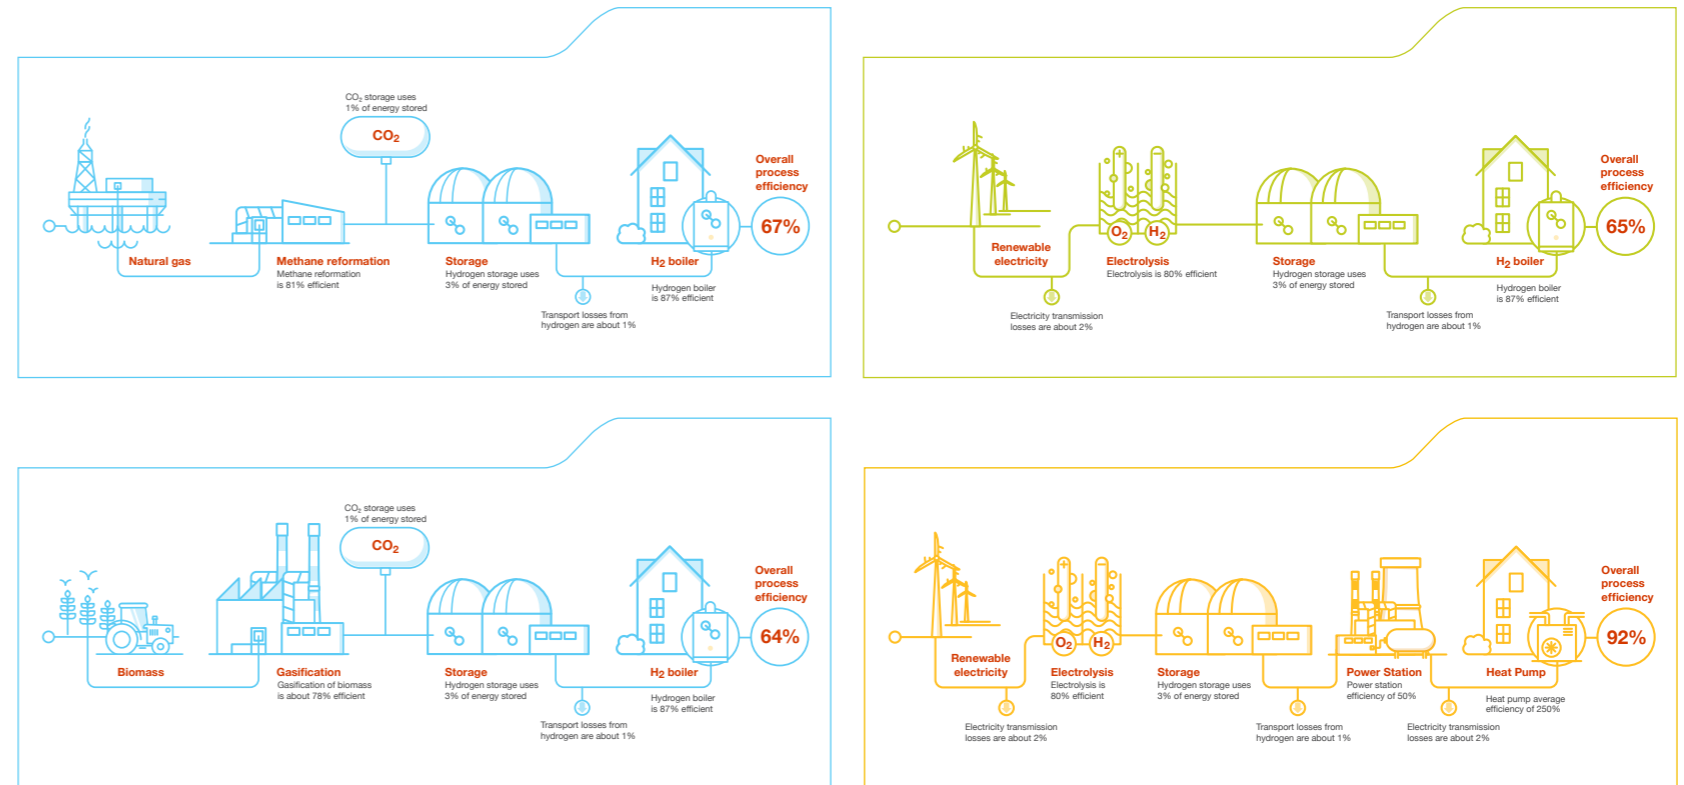 CO₂ storage uses
1% of energy stored
CO₂
Overall
process
efficiency
67%
Natural gas
Methane reformation
Methane reformation
is 81% efficient
Storage
Hydrogen storage uses
3% of energy stored
H₂ boiler
Hydrogen boiler
is 87% efficient
Transport losses from
hydrogen are about 1%
Overall
process
efficiency
65%
O₂
H₂
Renewable
electricity
Electrolysis
Electrolysis is 80% efficient
Storage
Hydrogen storage uses
3% of energy stored
H₂ boiler
Hydrogen boiler
is 87% efficient
Electricity transmission
losses are about 2%
Transport losses from
hydrogen are about 1%
CO₂ storage uses
1% of energy stored
CO₂
Overall
process
efficiency
64%
Biomass
Gasification
Gasification of biomass
is about 78% efficient
Storage
Hydrogen storage uses
3% of energy stored
H₂ boiler
Hydrogen boiler
is 87% efficient
Transport losses from
hydrogen are about 1%
Overall
process
efficiency
92%
O₂
H₂
Renewable
electricity
Electrolysis
Electrolysis is
80% efficient
Storage
Hydrogen storage uses
3% of energy stored
Power Station
Power station
efficiency of 50%
Heat Pump
Heat pump average
efficiency of 250%
Electricity transmission
losses are about 2%
Transport losses from
hydrogen are about 1%
Electricity transmission
losses are about 2%